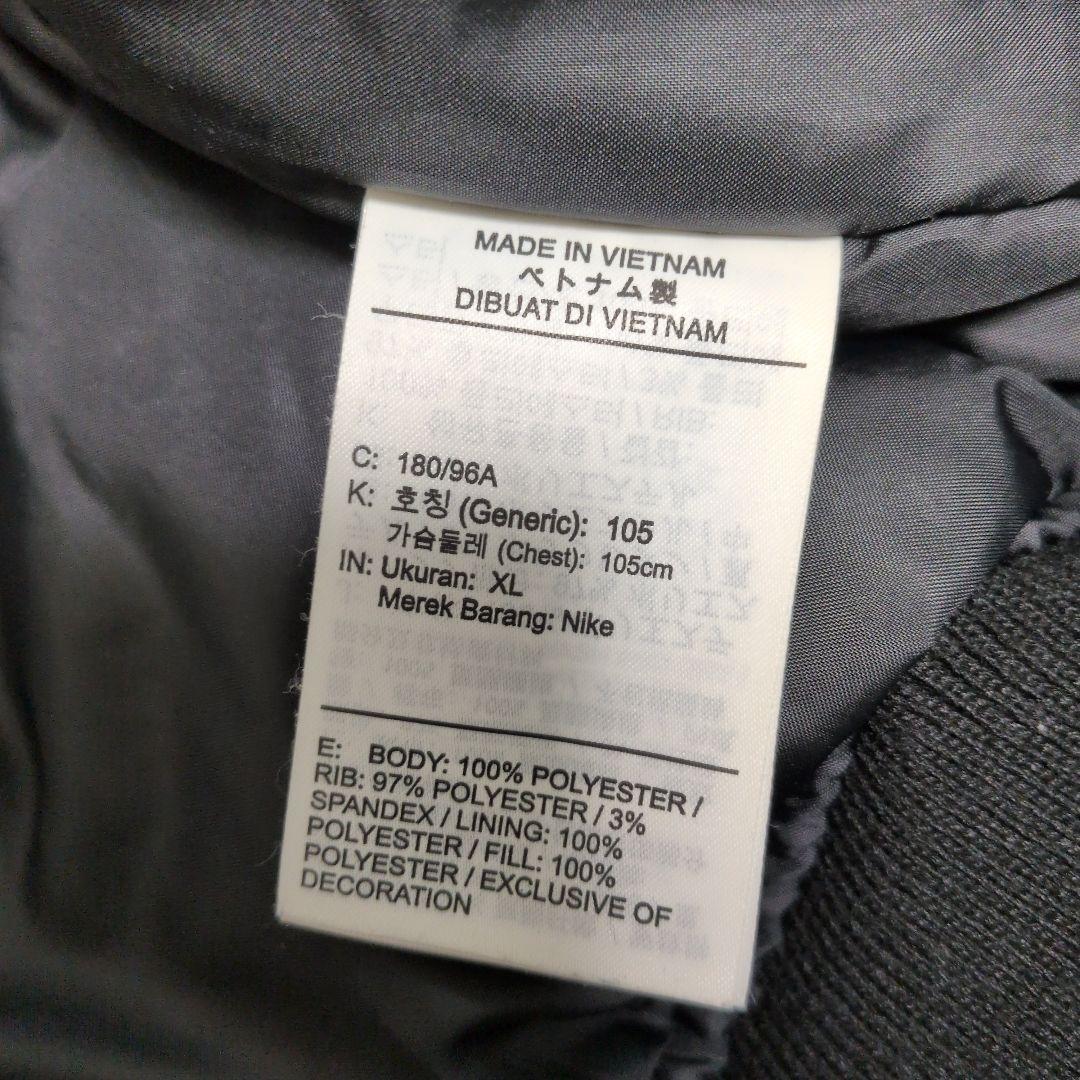 MADE IN VIETNAM
ベトナム製
DIBUAT DI VIETNAM
C: 180/96A
K: 호칭 (Generic): 105
가슴둘레 (Chest): 105cm
IN: Ukuran: XL
Merek Barang: Nike
E: BODY: 100% POLYESTER /
RIB: 97% POLYESTER / 3%
SPANDEX / LINING: 100%
POLYESTER / FILL: 100%
POLYESTER / EXCLUSIVE OF
DECORATION